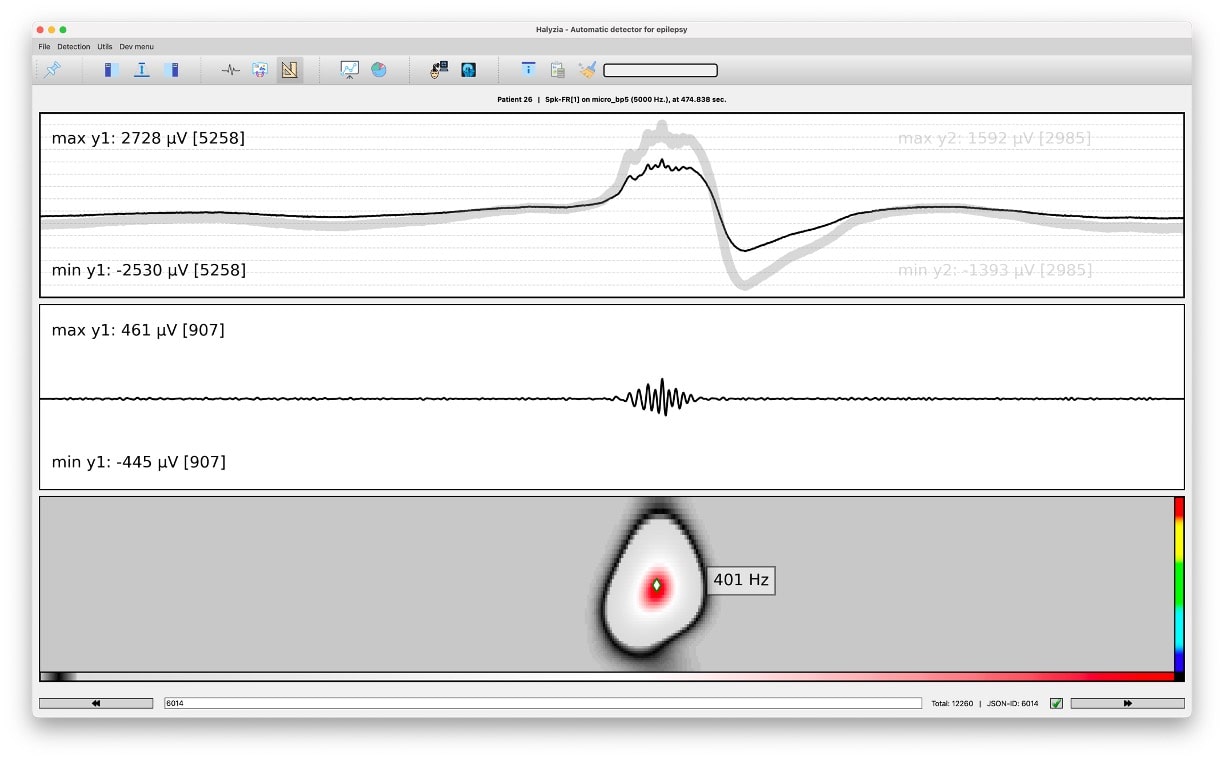 Halyzia - Automatic detector for epilepsy
File Detection Utils Dev menu
Patient 26 | Spk-FR[1] on micro_bp5 (5000 Hz.), at 474.838 sec.
max y1: 2728 µV [5258] max y2: 1592 µV [2985]
min y1: -2530 µV [5258] min y2: -1393 µV [2985]
max y1: 461 µV [907]
min y1: -445 µV [907]
401 Hz
6014 Total: 12260 | JSON-ID: 6014